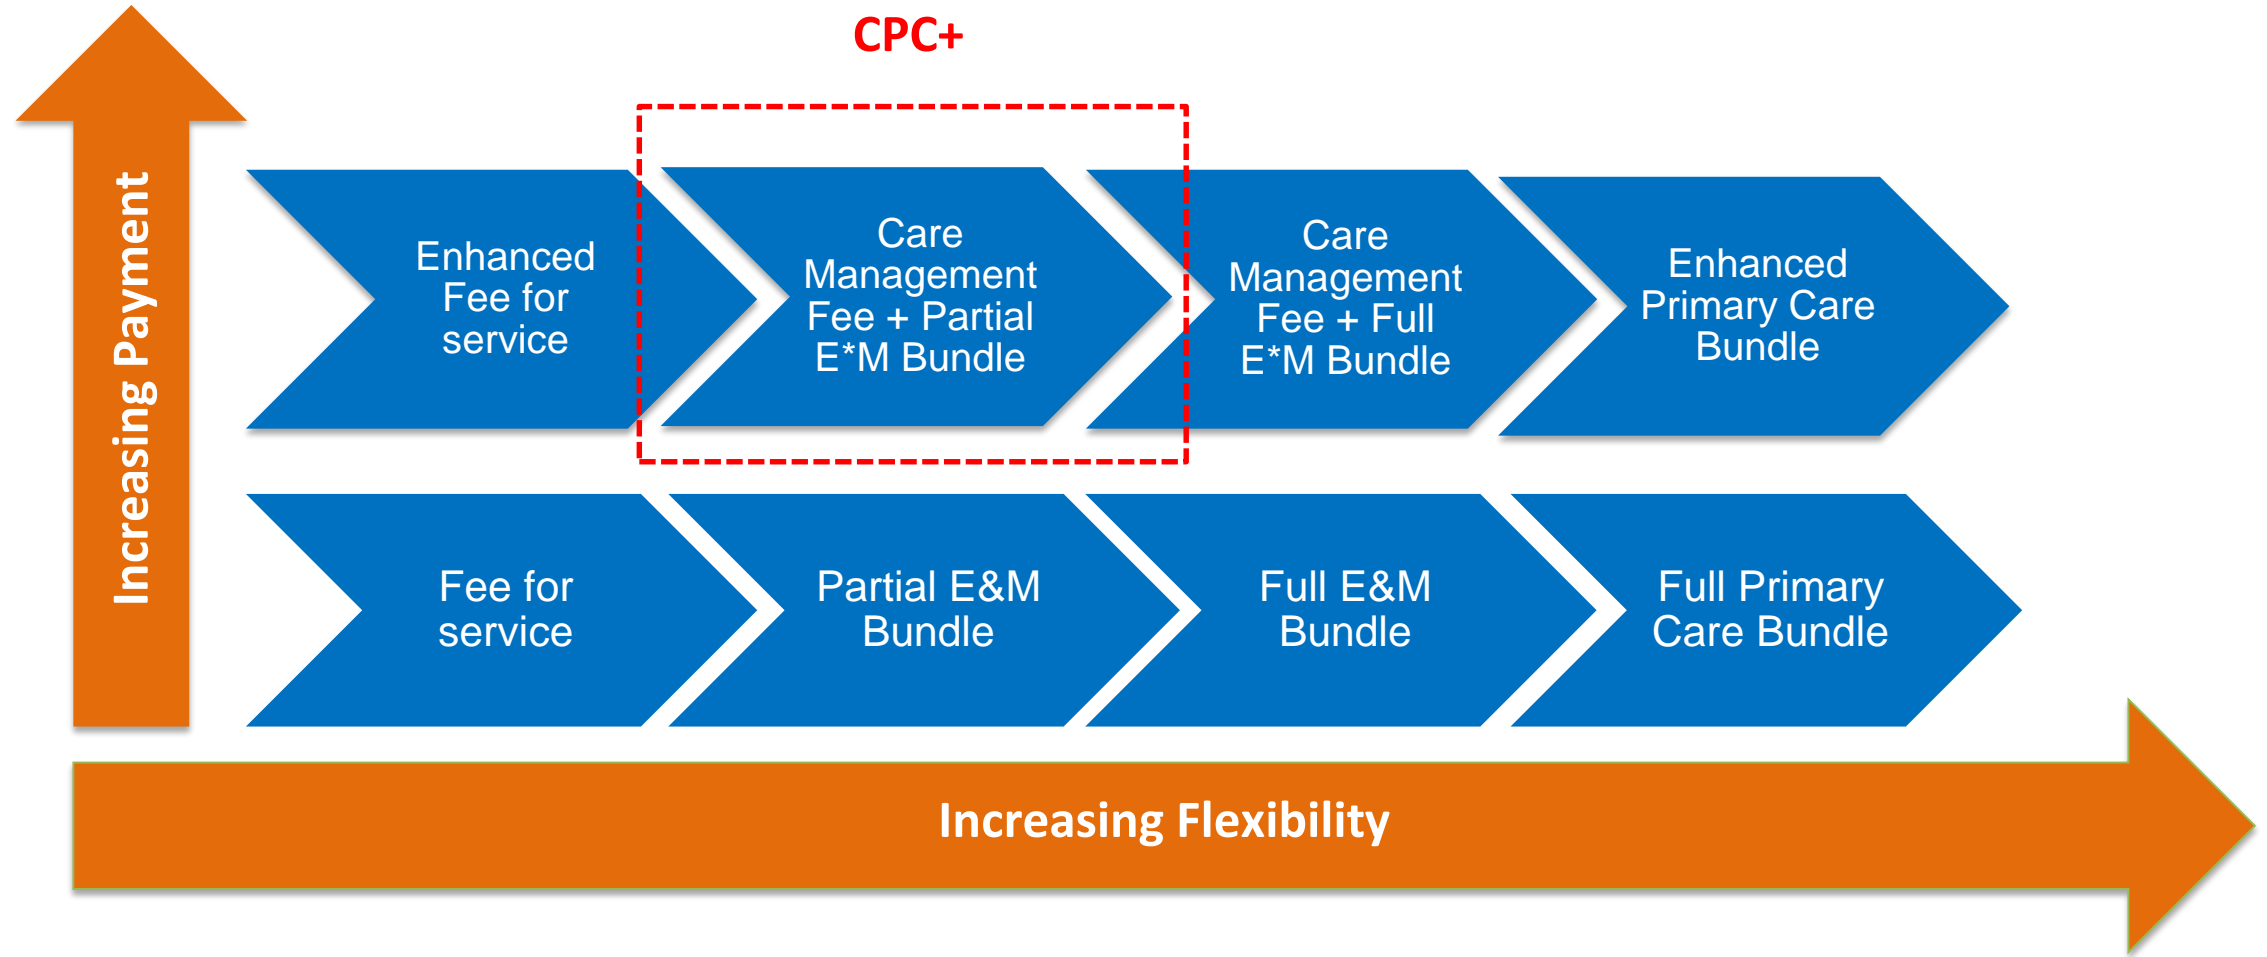 CPC+
Increasing Payment
Enhanced
Fee for
service
Care
Management
Fee + Partial
E*M Bundle
Care
Management
Fee + Full
E*M Bundle
Enhanced
Primary Care
Bundle
Fee for
service
Partial E&M
Bundle
Full E&M
Bundle
Full Primary
Care Bundle
Increasing Flexibility